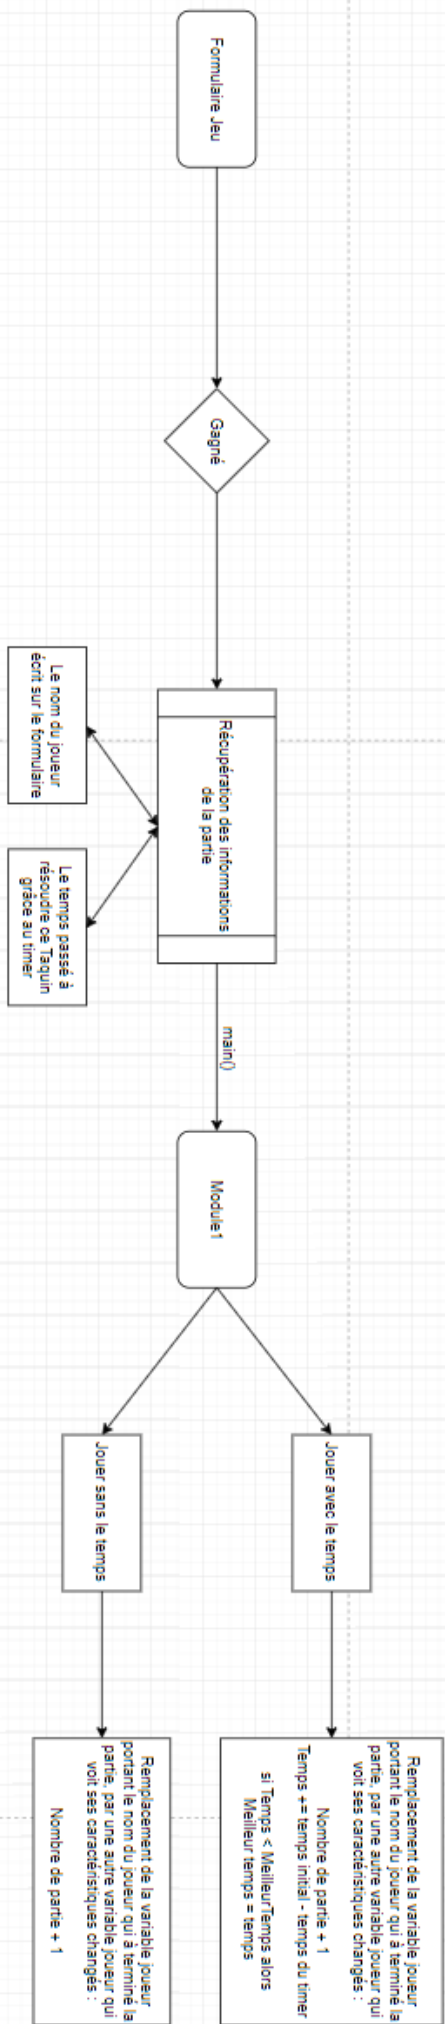 Formulaire Jeu
Gagné
Récupération des informations
de la partie
Le nom du joueur
écrit sur le formulaire
Le temps passé à
résoudre ce Taquin
grâce au timer
main()
Module1
Jouer avec le temps
Jouer sans le temps
Remplacement de la variable joueur
portant le nom du joueur qui à terminé la
partie, par une autre variable joueur qui
voit ses caractéristiques changés :
Nombre de partie + 1
Temps += temps initial - temps du timer
si Temps < MeilleurTemps alors
Meilleur temps = temps
Remplacement de la variable joueur
portant le nom du joueur qui à terminé la
partie, par une autre variable joueur qui
voit ses caractéristiques changés :
Nombre de partie + 1